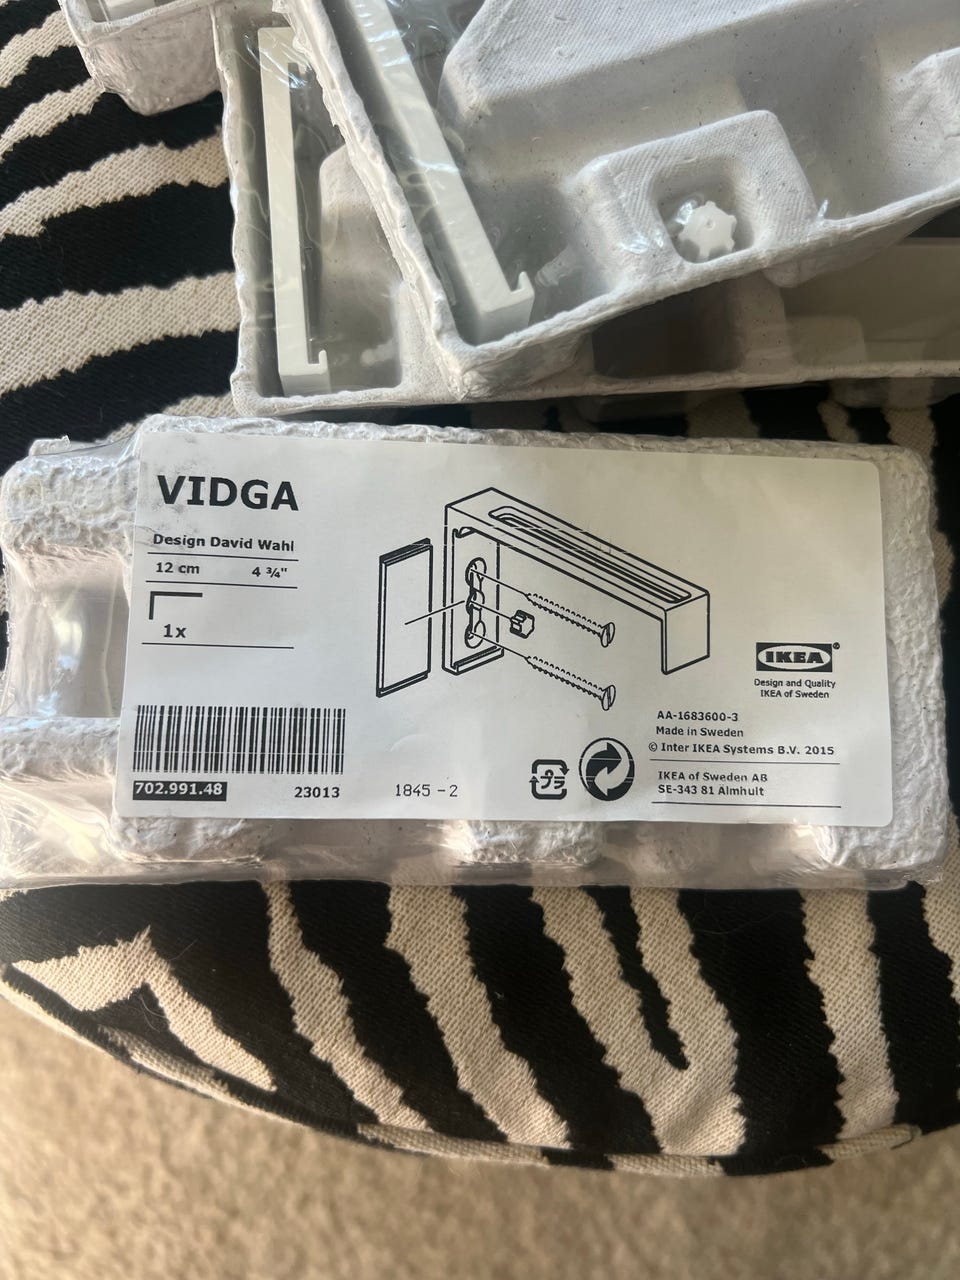 VIDGA
Design David Wahl
12 cm 4 ¾"
1x
IKEA®
Design and Quality
IKEA of Sweden
AA-1683600-3
Made in Sweden
© Inter IKEA Systems B.V. 2015
IKEA of Sweden AB
SE-343 81 Älmhult
702.991.48 23013 1845 - 2